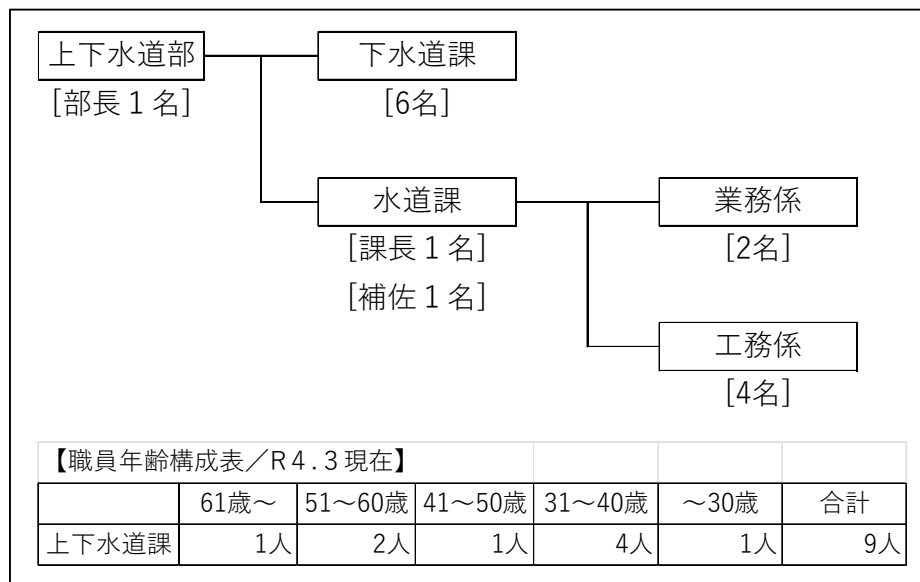 上下水道部 下水道課
[部長１名] [6名]
水道課 業務係
[課長１名] [2名]
[補佐１名]
工務係
[4名]
【職員年齢構成表／R４.３現在】
61歳～ 51～60歳 41～50歳 31～40歳 ～30歳 合計
上下水道課 1人 2人 1人 4人 1人 9人